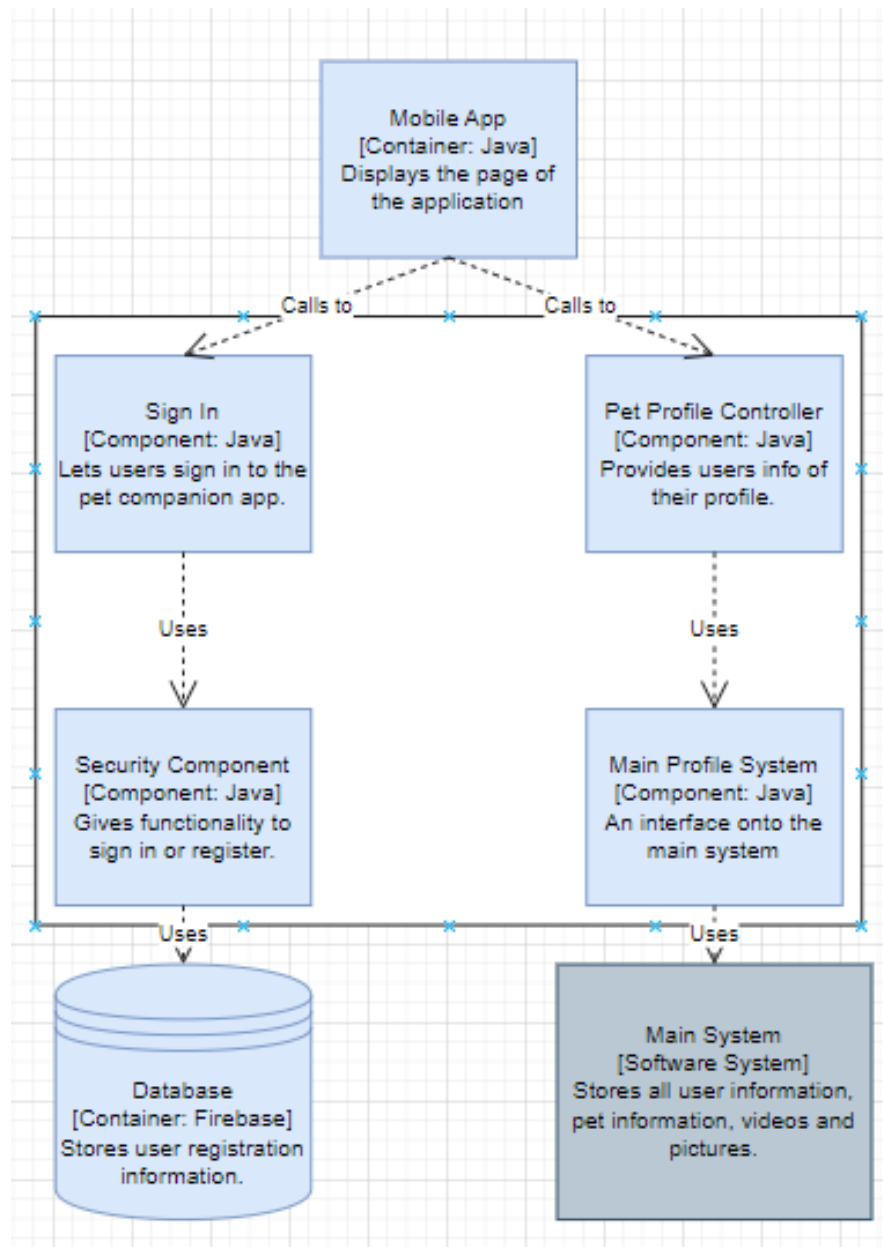 Mobile App
[Container: Java]
Displays the page of
the application
Calls to
Calls to
Sign In
[Component: Java]
Lets users sign in to the
pet companion app.
Pet Profile Controller
[Component: Java]
Provides users info of
their profile.
Uses
Uses
Security Component
[Component: Java]
Gives functionality to
sign in or register.
Main Profile System
[Component: Java]
An interface onto the
main system
Uses
Uses
Database
[Container: Firebase]
Stores user registration
information.
Main System
[Software System]
Stores all user information,
pet information, videos and
pictures.